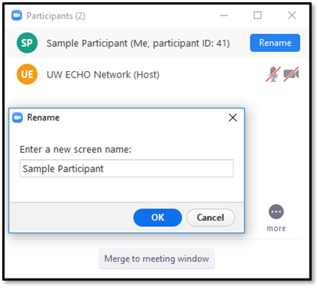 Participants (2)
SP Sample Participant (Me, participant ID: 41) Rename
UE UW ECHO Network (Host)
Rename
Enter a new screen name:
Sample Participant
OK Cancel
more
Merge to meeting window